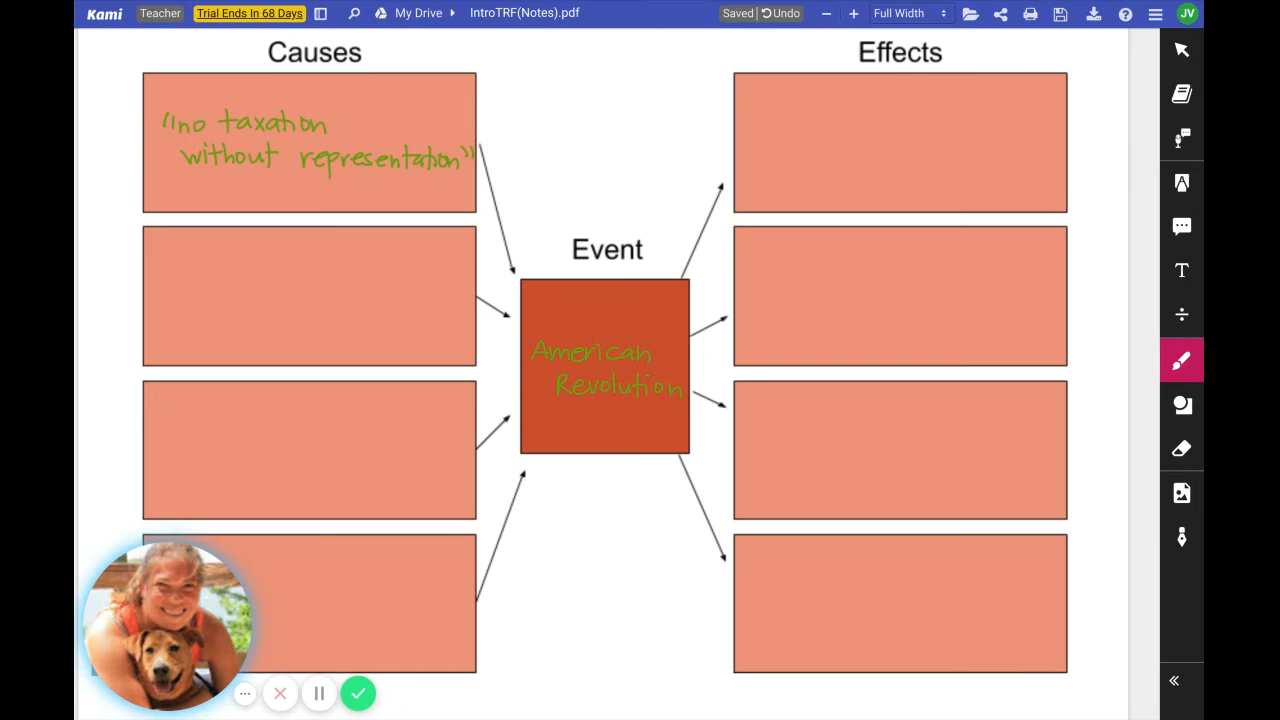 Kami Teacher Trial Ends In 68 Days My Drive IntroTRF(Notes).pdf Saved Undo Full Width JV
Causes
Effects
"no taxation
without representation"
Event
American
Revolution